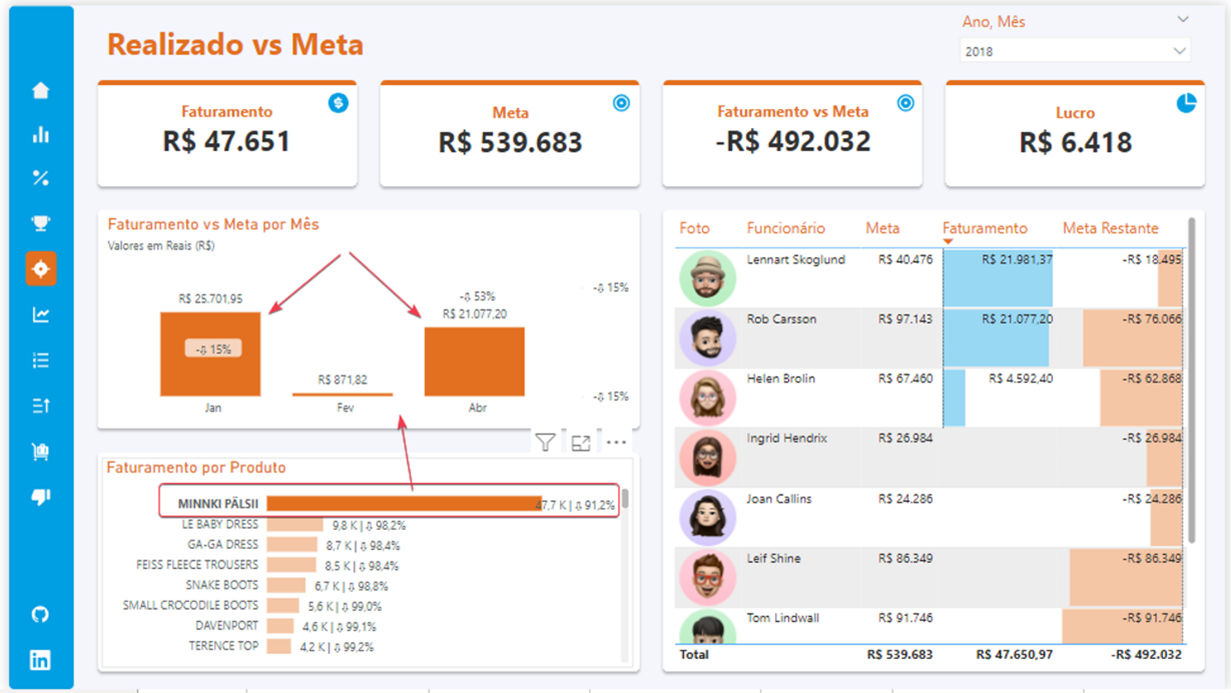 Realizado vs Meta
Ano, Mês
2018
Faturamento
R$ 47.651
Meta
R$ 539.683
Faturamento vs Meta
-R$ 492.032
Lucro
R$ 6.418
Faturamento vs Meta por Mês
Valores em Reais (R$)
R$ 25.701,95
-⇩ 15%
Jan
R$ 871,82
Fev
-⇩ 53%
R$ 21.077,20
Abr
-⇩ 15%
-⇩ 15%
Faturamento por Produto
MINNKI PÄLSII 47,7 K | ⇩ 91,2%
LE BABY DRESS 9,8 K | ⇩ 98,2%
GA-GA DRESS 8,7 K | ⇩ 98,4%
FEISS FLEECE TROUSERS 8,5 K | ⇩ 98,4%
SNAKE BOOTS 6,7 K | ⇩ 98,8%
SMALL CROCODILE BOOTS 5,6 K | ⇩ 99,0%
DAVENPORT 4,6 K | ⇩ 99,1%
TERENCE TOP 4,2 K | ⇩ 99,2%
Foto Funcionário Meta Faturamento Meta Restante
Lennart Skoglund R$ 40.476 R$ 21.981,37 -R$ 18.495
Rob Carsson R$ 97.143 R$ 21.077,20 -R$ 76.066
Helen Brolin R$ 67.460 R$ 4.592,40 -R$ 62.868
Ingrid Hendrix R$ 26.984 -R$ 26.984
Joan Callins R$ 24.286 -R$ 24.286
Leif Shine R$ 86.349 -R$ 86.349
Tom Lindwall R$ 91.746 -R$ 91.746
Total R$ 539.683 R$ 47.650,97 -R$ 492.032
in